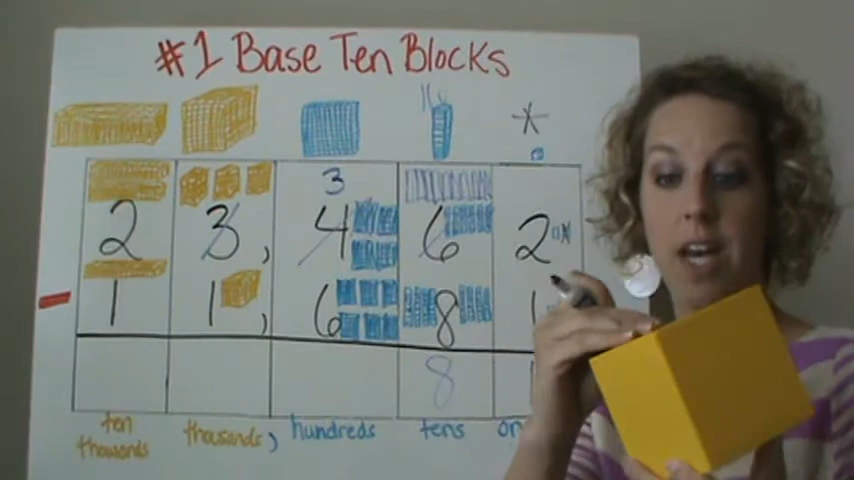 #1 Base Ten Blocks
3
2 3, 4 6 2
- 1 1, 6 8 1
8
ten thousands, hundreds tens
thowands